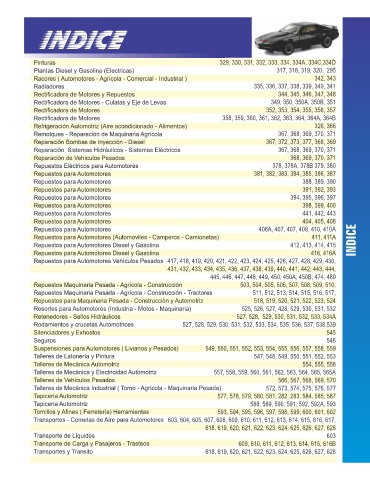 INDICE
Pinturas 329, 330, 331, 332, 333, 334, 334A, 334C,334D
Plantas Diesel y Gasolina (Electricas) 317, 318, 319, 320, 295
Racores ( Automotores - Agricola - Comercial - Industrial ) 342, 343
Radiadores 335, 336, 337, 338, 339, 340, 341
Rectificadora de Motores y Repuestos 344, 345, 346, 347, 348
Rectificadora de Motores - Culatas y Eje de Levas 349, 350, 350A, 350B, 351
Rectificadora de Motores 352, 353, 354, 355, 356, 357
Rectificadora de Motores 358, 359, 360, 361, 362, 363, 364, 364A, 364B
Refrigeración Automotriz (Aire acondicionado - Alimentos) 326, 366
Remolques - Reparación de Maquinaria Agrícola 367, 368, 369, 370, 371
Reparación Bombas de Inyección - Diesel 367, 372, 373, 377, 368, 369
Reparación Sistemas Hidráulicos - Sistemas Eléctricos 367, 368, 369, 370, 371
Reparación de Vehículos Pesados 368, 369, 370, 371
Repuestos Eléctricos para Automotores 378, 378A, 378B 379, 380
Repuestos para Automotores 381, 382, 383, 384, 385, 386, 387
Repuestos para Automotores 388, 389, 390
Repuestos para Automotores 391, 392, 393
Repuestos para Automotores 394, 395, 396, 397
Repuestos para Automotores 398, 399, 400
Repuestos para Automotores 441, 442, 443
Repuestos para Automotores 404, 405, 406
Repuestos para Automotores 406A, 407, 407, 409, 410, 410A
Repuestos para Automotores (Automoviles - Camperos - Camionetas) 411, 411A
Repuestos para Automotores Diesel y Gasolina 412, 413, 414, 415
Repuestos para Automotores Diesel y Gasolina 416, 416A
Repuestos para Automotores Vehículos Pesados 417, 418, 419, 420, 421, 422, 423, 424, 425, 426, 427, 428, 429, 430,
431, 432, 433, 434, 435, 436, 437, 438, 439, 440, 441, 442, 443, 444,
445, 446, 447, 448, 449, 450, 450A, 450B, 474, 489
Repuestos Maquinaria Pesada - Agrícola - Construcción 503, 504, 505, 506, 507, 508, 509, 510,
Repuestos Maquinaria Pesada - Agrícola - Construcción - Tractores 511, 512, 513, 514, 515, 516, 517,
Repuestos para Maquinaria Pesada - Construcción y Automotriz 518, 519, 520, 521, 522, 523, 524
Resortes para Automotores (Industria - Motos - Maquinaria) 525, 526, 527, 428, 529, 530, 531, 532
Retenedores - Sellos Hidráulicos 527, 528, 529, 530, 531, 532, 533, 534A
Rodamientos y crucetas Automotrices 527, 528, 529, 530, 531, 532, 533, 534, 535, 536, 537, 538,539
Silenciadores y Exhostos 545
Seguros 546
Suspensiones para Automotores ( Livianos y Pesados) 549, 550, 551, 552, 553, 554, 555, 556, 557, 558, 559
Talleres de Latonería y Pintura 547, 548, 549, 550, 551, 552, 553
Talleres de Mecánica Automotriz 554, 555, 556
Talleres de Mecánica y Electricidad Automotriz 557, 558, 559, 560, 561, 562, 563, 564, 565, 565A
Talleres de Vehículos Pesados 566, 567, 568, 569, 570
Talleres de Mecánica Industrial ( Torno - Agrícola - Maquinaria Pesada) 572, 573, 574, 575, 576, 577
Tapicería Automotriz 577, 578, 579, 580, 581, 282, 283, 584, 585, 587
Tapicería Automotriz 588, 589, 590, 591, 592, 592A, 593
Tornillos y Afines ( Ferretería) Herramientas 593, 594, 595, 596, 597, 598, 599, 600, 601, 602
Transportes - Cornetas de Aire para Automotores 603, 604, 605, 607, 608, 609, 610, 611, 612, 613, 614, 615, 616, 617,
618, 619, 620, 621, 622, 623, 624, 625, 626, 627, 628
Transporte de Liquidos 603
Transporte de Carga y Pasajeros - Trasteos 609, 610, 611, 612, 613, 614, 615, 616B
Transportes y Transito 618, 619, 620, 621, 622, 623, 624, 625, 626, 627, 628
INDICE